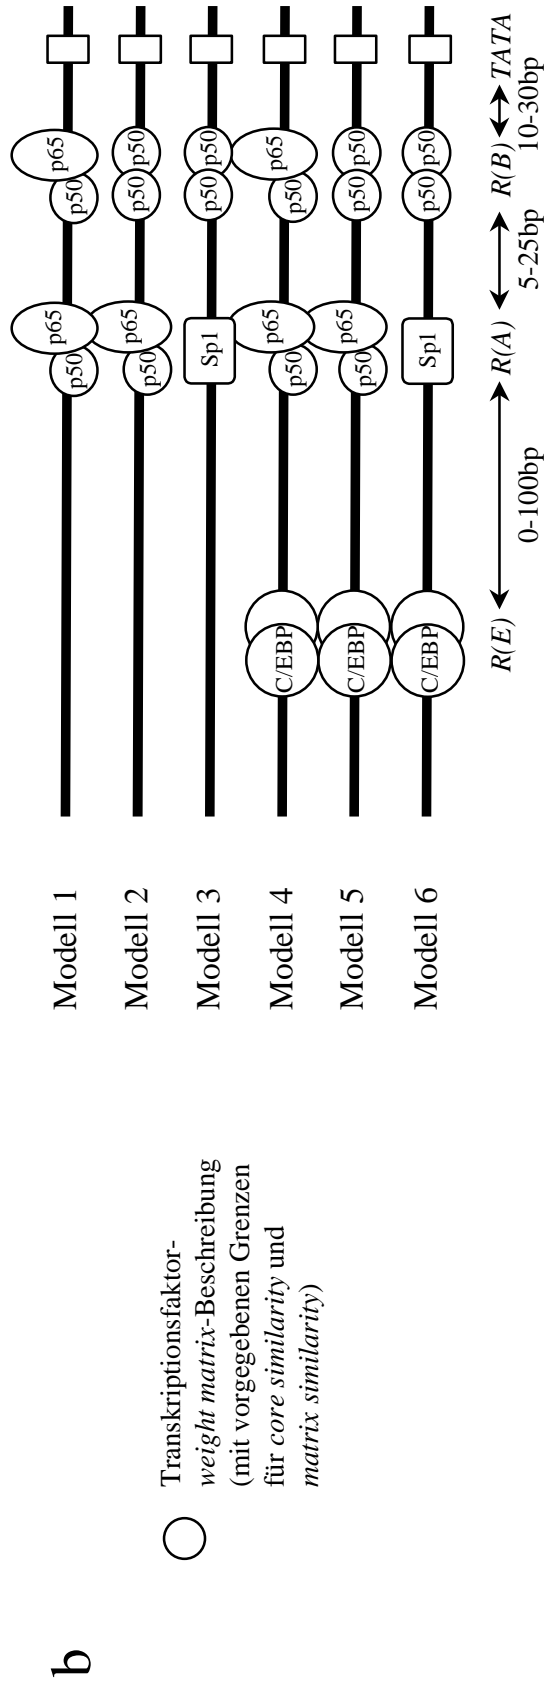 b
Transkriptionsfaktor-
weight matrix-Beschreibung
(mit vorgegebenen Grenzen
für core similarity und
matrix similarity)
Modell 1
p50 p65 p50 p65
Modell 2
p50 p65 p50 p50
Modell 3
Sp1 p50 p50
Modell 4
C/EBP p50 p65 p50 p65
Modell 5
C/EBP p50 p65 p50 p50
Modell 6
C/EBP Sp1 p50 p50
R(E) R(A) R(B) TATA
0-100bp 5-25bp 10-30bp